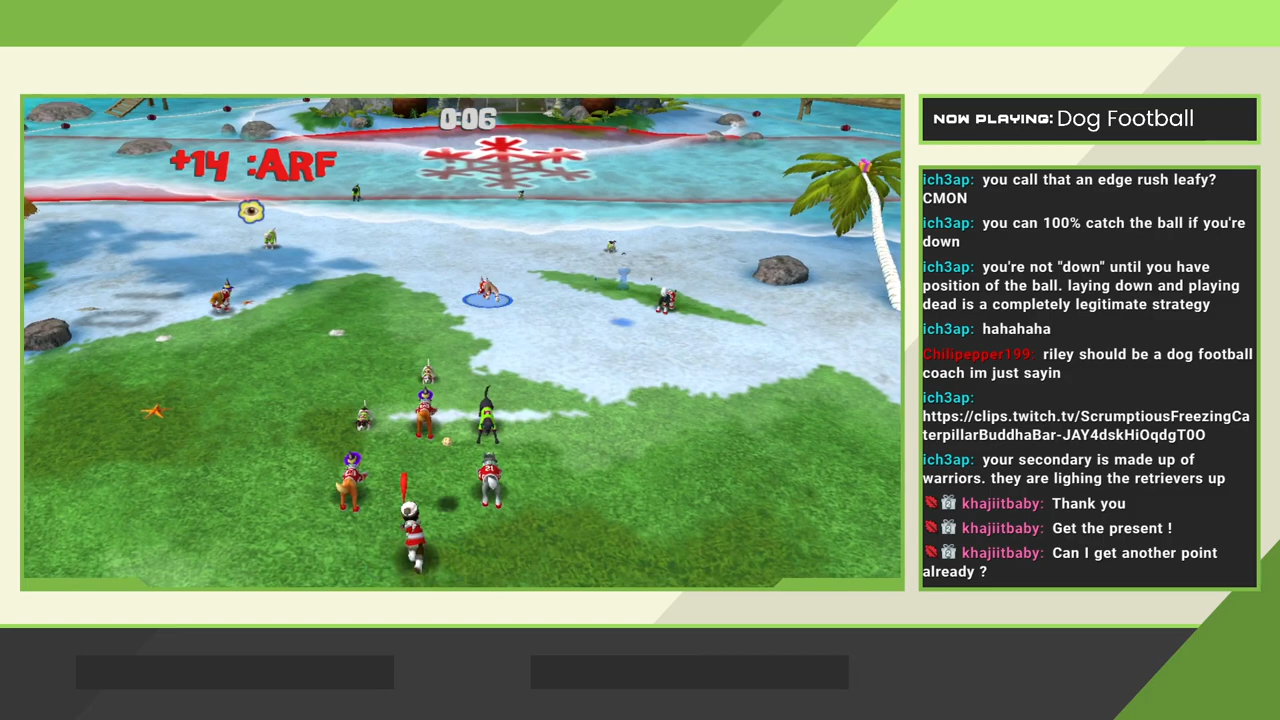 0:06
+14 :ARF
21
NOW PLAYING: Dog Football
ich3ap: you call that an edge rush leafy?
CMON
ich3ap: you can 100% catch the ball if you're
down
ich3ap: you're not "down" until you have
position of the ball. laying down and playing
dead is a completely legitimate strategy
ich3ap: hahahaha
Chilipepper199: riley should be a dog football
coach im just sayin
ich3ap:
https://clips.twitch.tv/ScrumptiousFreezingCa
terpillarBuddhaBar-JAY4dskHiOqdgT0O
ich3ap: your secondary is made up of
warriors. they are lighing the retrievers up
khajiitbaby: Thank you
khajiitbaby: Get the present !
khajiitbaby: Can I get another point
already ?